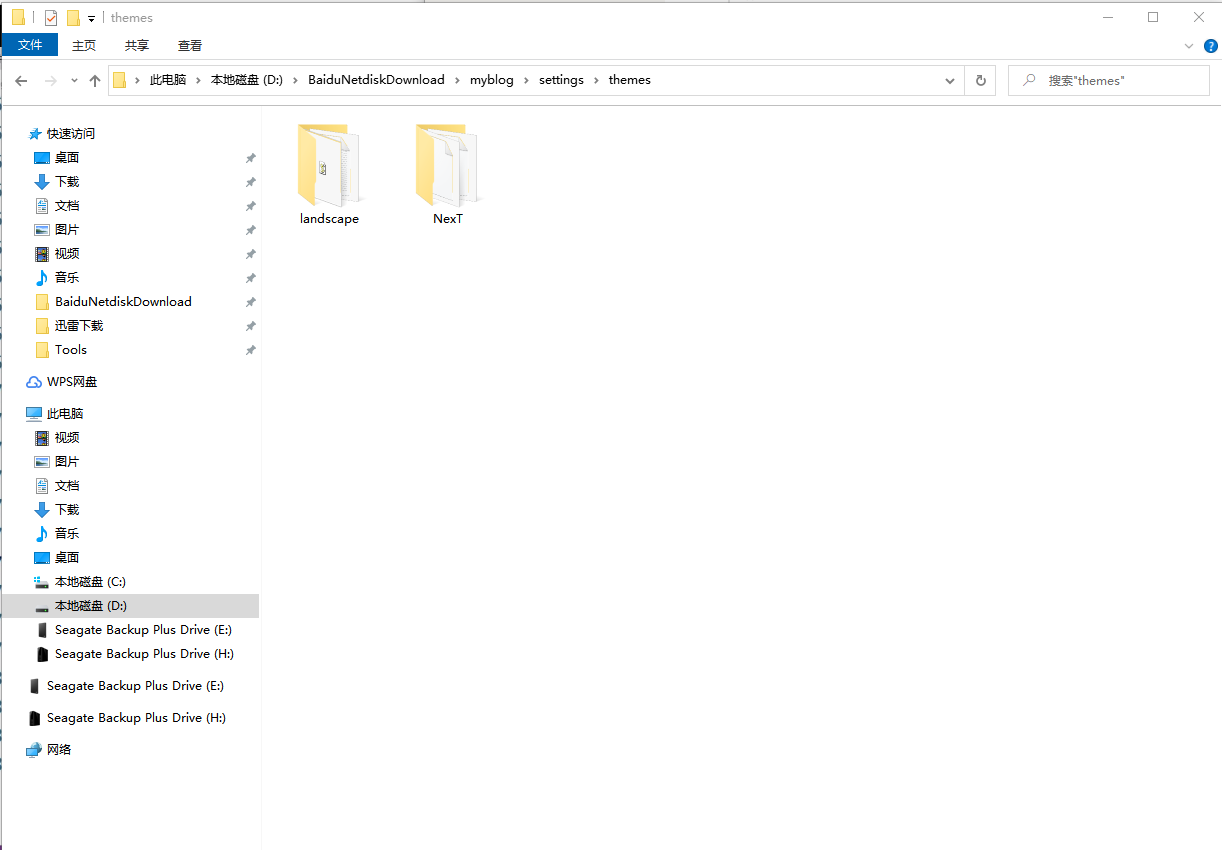 themes
文件 主页 共享 查看
此电脑 本地磁盘 (D:) BaiduNetdiskDownload myblog settings themes 搜索"themes"
快速访问
桌面
下载
文档
图片
视频
音乐
BaiduNetdiskDownload
迅雷下载
Tools
WPS网盘
此电脑
视频
图片
文档
下载
音乐
桌面
本地磁盘 (C:)
本地磁盘 (D:)
Seagate Backup Plus Drive (E:)
Seagate Backup Plus Drive (H:)
Seagate Backup Plus Drive (E:)
Seagate Backup Plus Drive (H:)
网络
landscape NexT